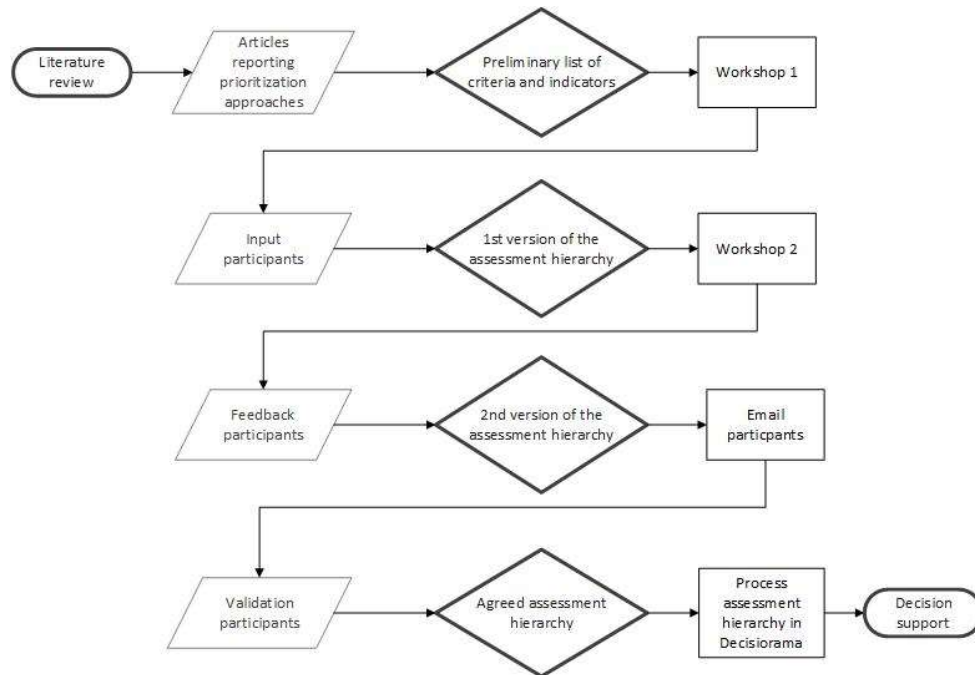 Literature
review
Articles
reporting
prioritization
approaches
Preliminary list of
criteria and indicators
Workshop 1
Input
participants
1st version of the
assessment hierarchy
Workshop 2
Feedback
participants
2nd version of the
assessment hierarchy
Email
particpants
Validation
participants
Agreed assessment
hierarchy
Process
assessment
hierarchy in
Decisiorama
Decision
support